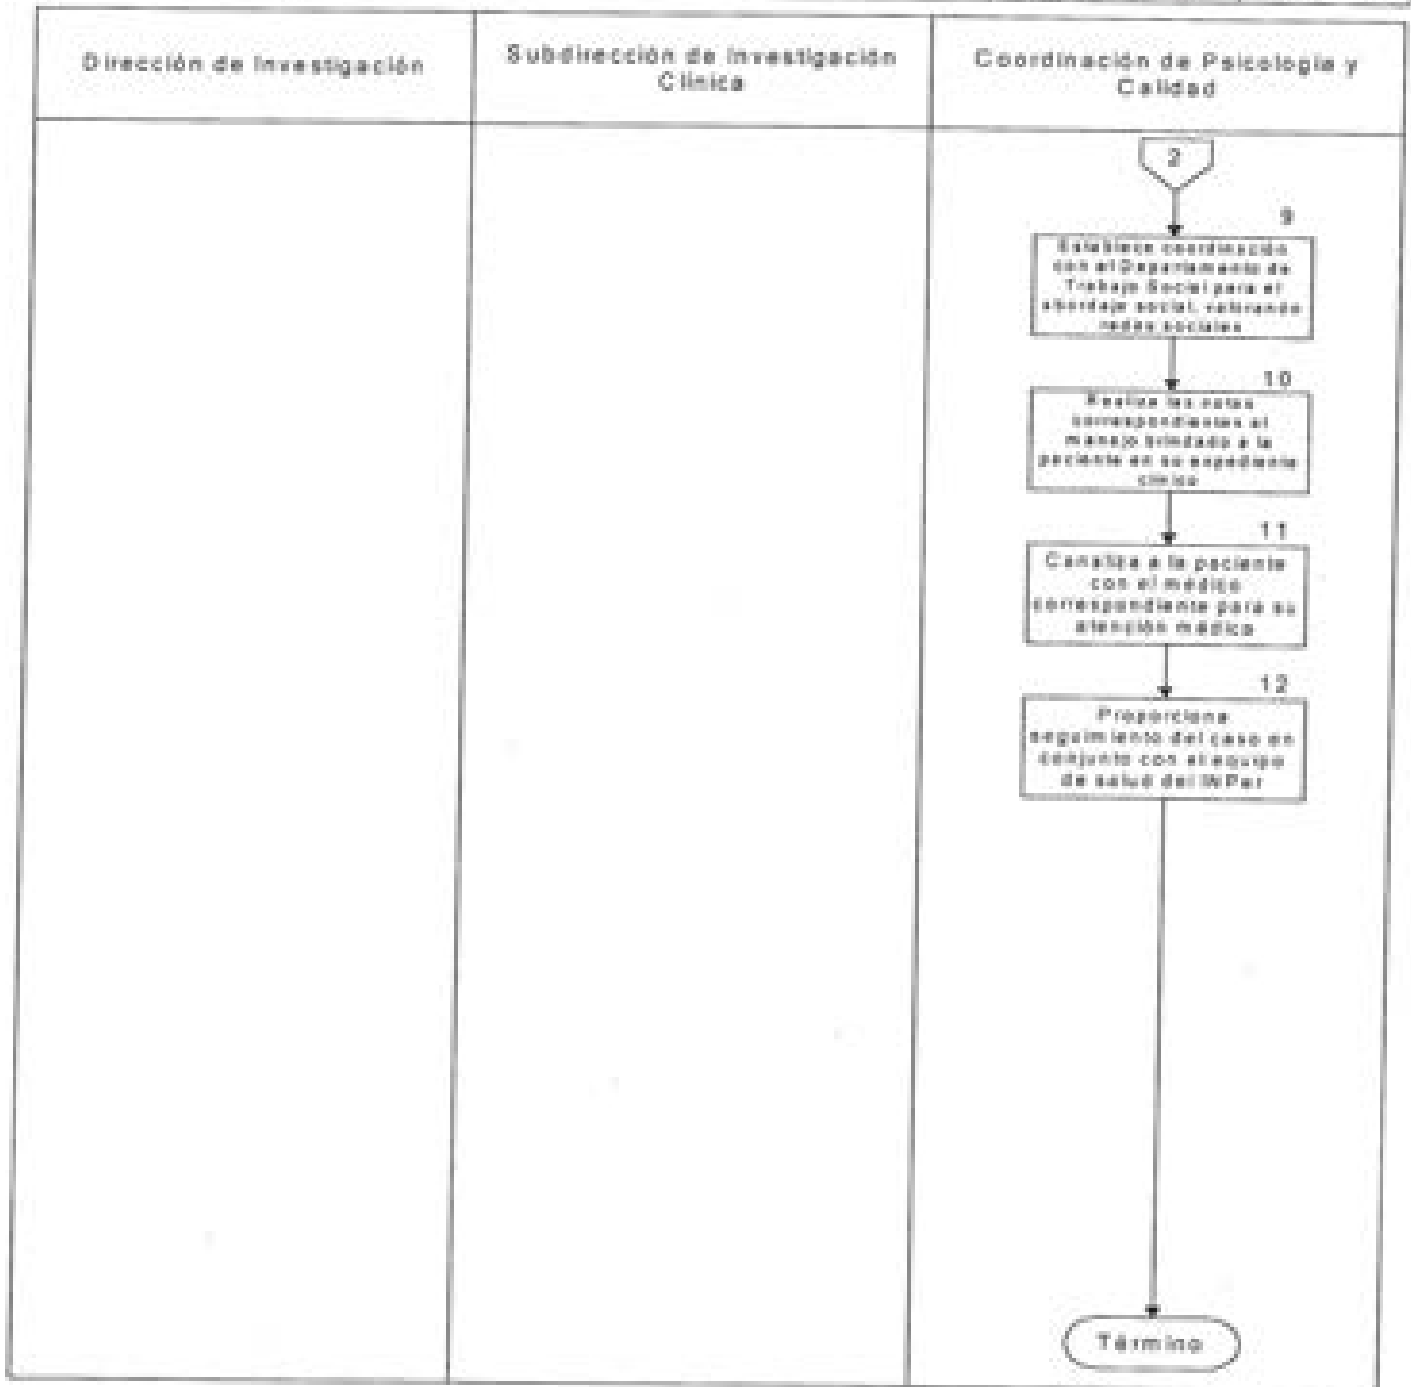 Dirección de Investigación
Subdirección de Investigación
Clínica
Coordinación de Psicología y
Calidad
2
9
Establece coordinación
con el Departamento de
Trabajo Social para el
abordaje social, valorando
redes sociales
10
Realiza las notas
correspondientes al
manejo brindado a la
paciente en su expediente
clínico
11
Canaliza a la paciente
con el médico
correspondiente para su
atención médico
12
Proporciona
seguimiento del caso en
conjunto con el equipo
de salud del INPer
Término